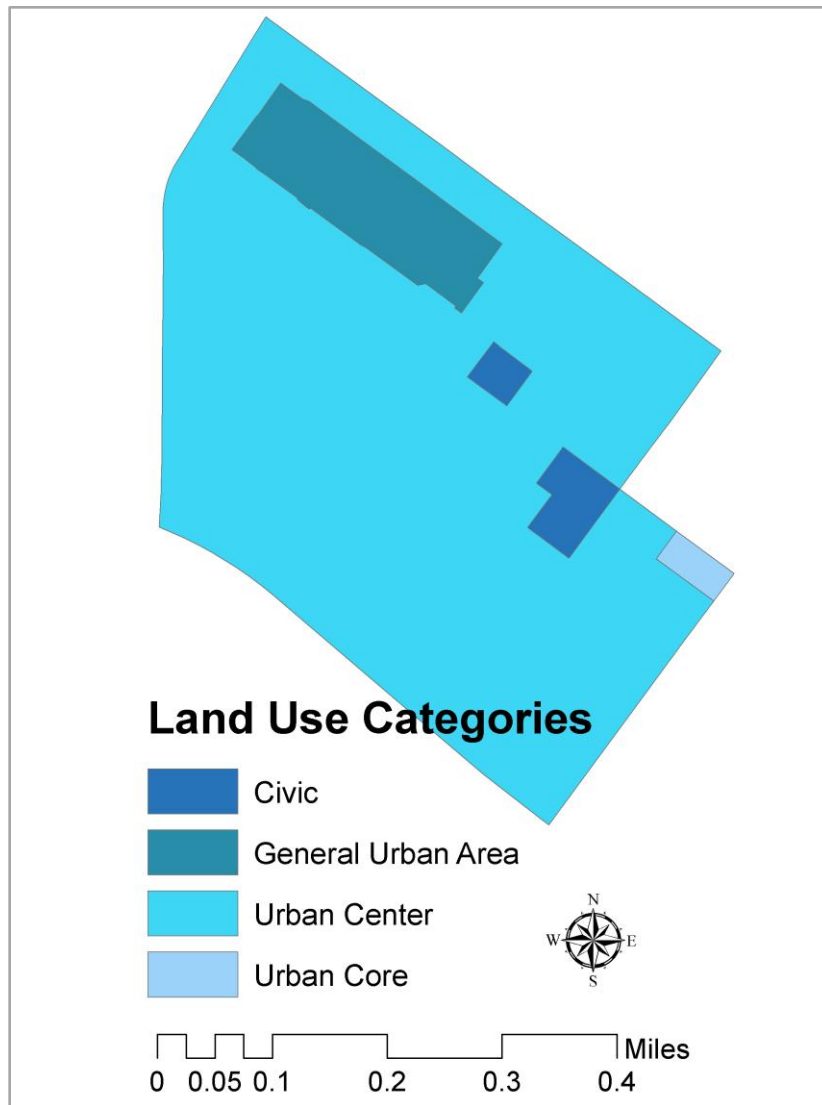 Land Use Categories
Civic
General Urban Area
Urban Center
Urban Core
N
W E
S
Miles
0 0.05 0.1 0.2 0.3 0.4